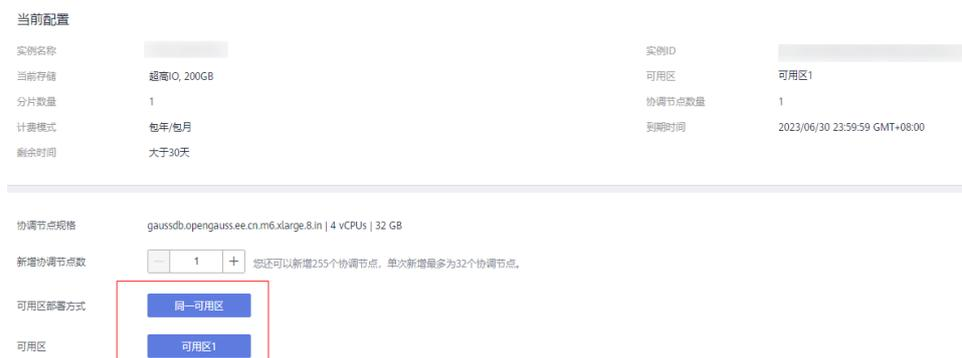 当前配置
实例名称
实例ID
当前存储 超高IO, 200GB
可用区 可用区1
分片数量 1
协调节点数量 1
计费模式 包年/包月
到期时间 2023/06/30 23:59:59 GMT+08:00
剩余时间 大于30天
协调节点规格 gaussdb.opengauss.ee.cn.m6.xlarge.8.in | 4 vCPUs | 32 GB
新增协调节点数 — 1 + 您还可以新增255个协调节点，单次新增最多为32个协调节点。
可用区部署方式 同一可用区
可用区 可用区1